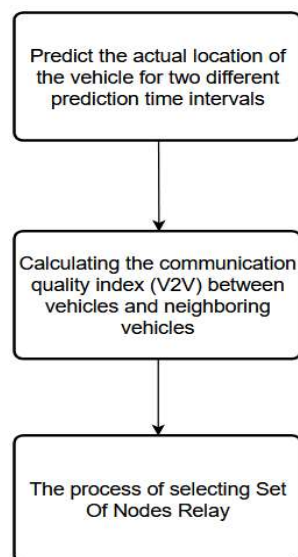 Predict the actual location of
the vehicle for two different
prediction time intervals
Calculating the communication
quality index (V2V) between
vehicles and neighboring
vehicles
The process of selecting Set
Of Nodes Relay